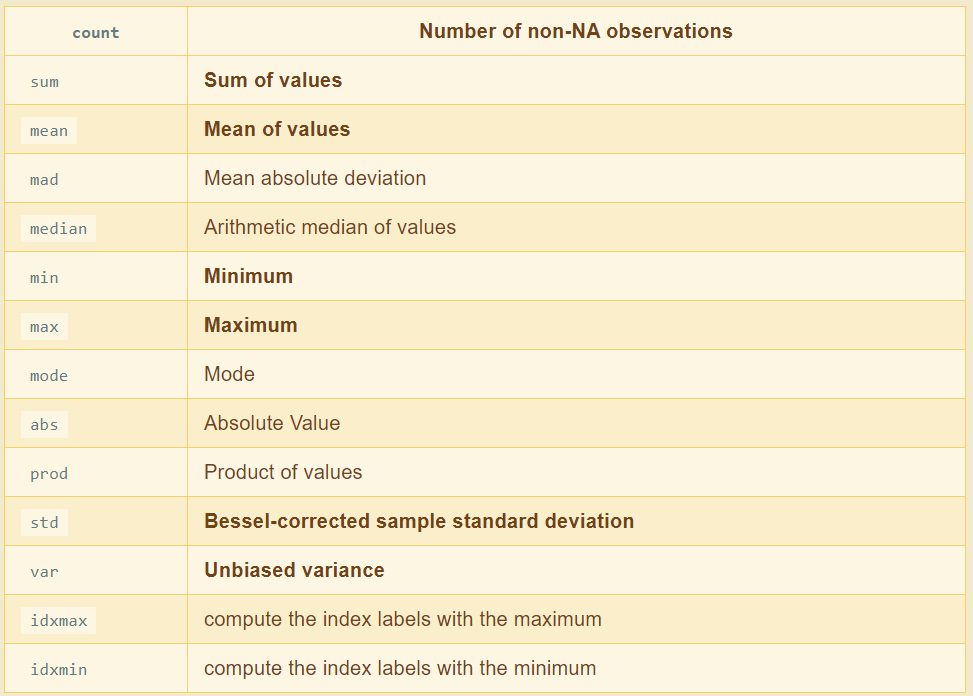 count Number of non-NA observations
sum Sum of values
mean Mean of values
mad Mean absolute deviation
median Arithmetic median of values
min Minimum
max Maximum
mode Mode
abs Absolute Value
prod Product of values
std Bessel-corrected sample standard deviation
var Unbiased variance
idxmax compute the index labels with the maximum
idxmin compute the index labels with the minimum